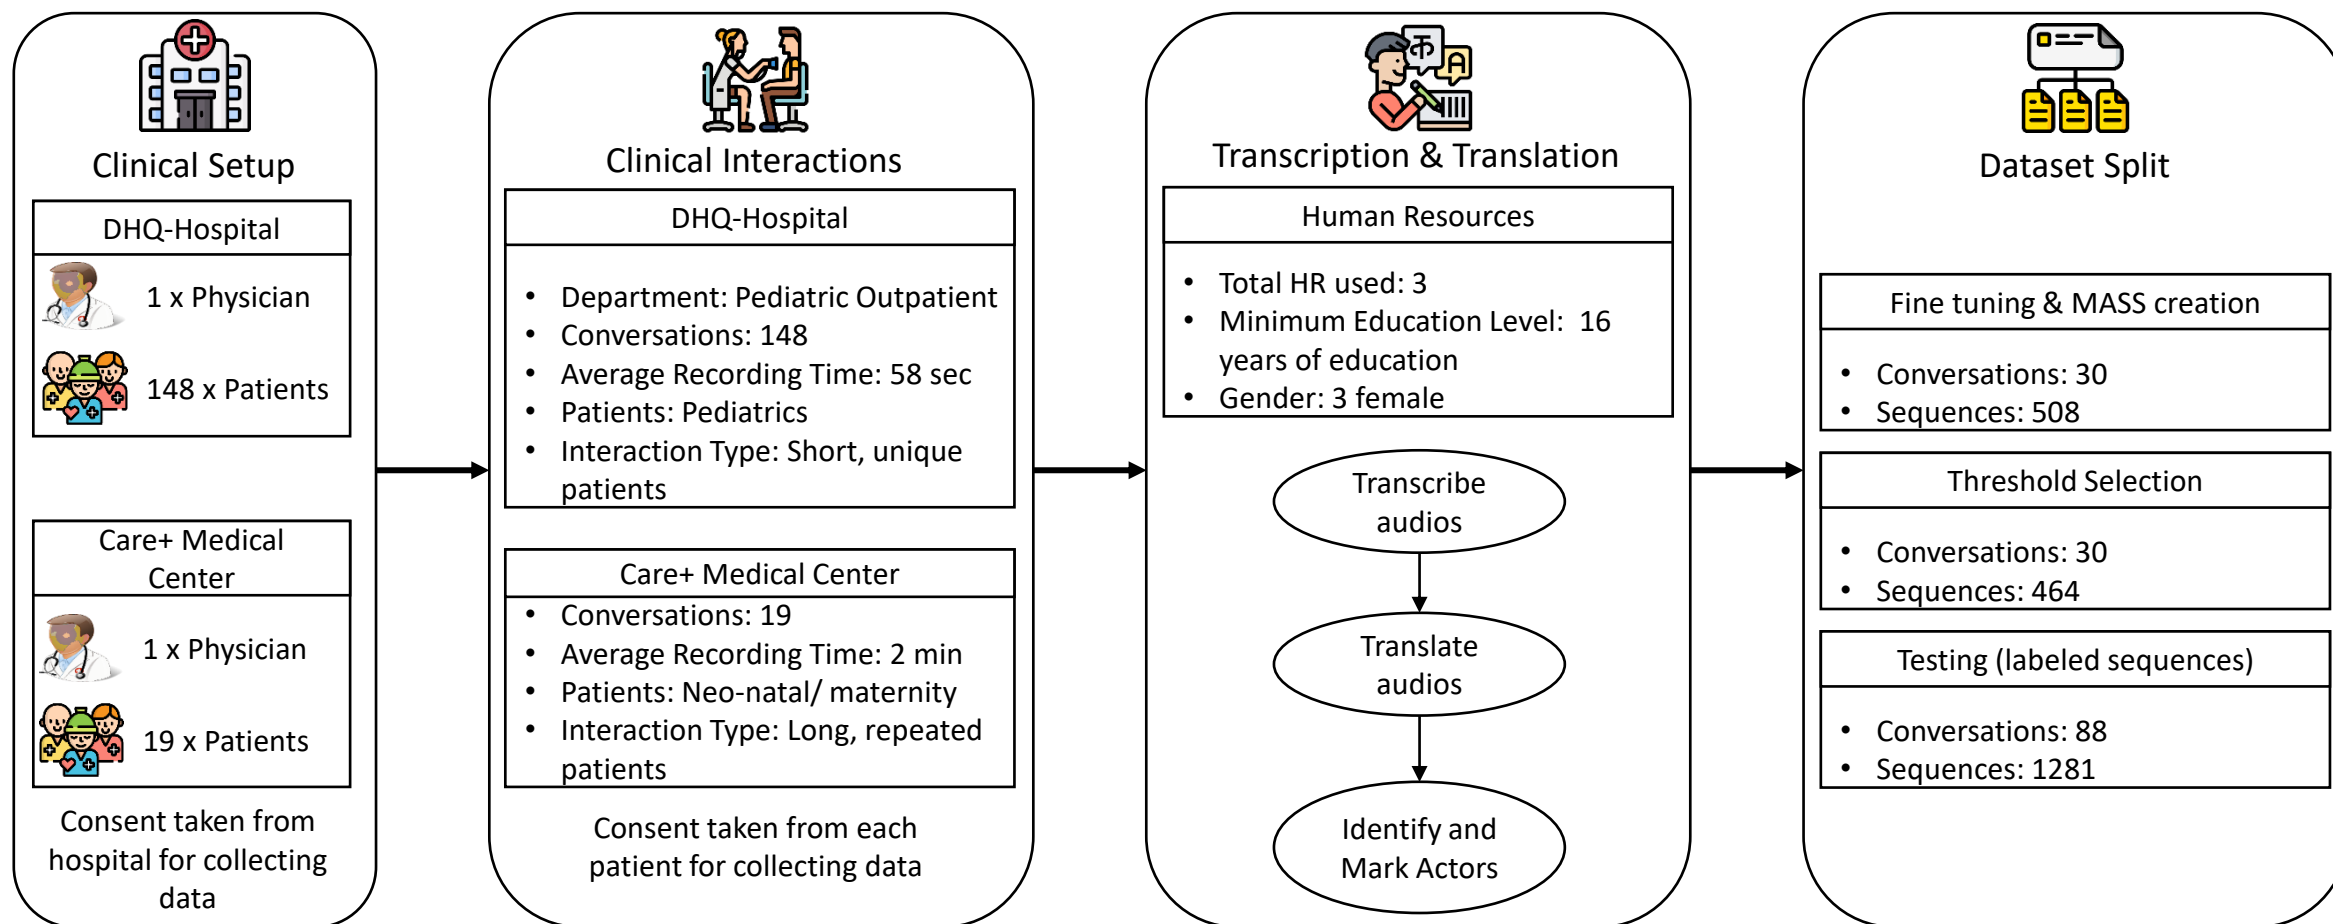 Clinical Setup
DHQ-Hospital
1 x Physician
148 x Patients
Care+ Medical
Center
1 x Physician
19 x Patients
Consent taken from
hospital for collecting
data
Clinical Interactions
DHQ-Hospital
• Department: Pediatric Outpatient
• Conversations: 148
• Average Recording Time: 58 sec
• Patients: Pediatrics
• Interaction Type: Short, unique
patients
Care+ Medical Center
• Conversations: 19
• Average Recording Time: 2 min
• Patients: Neo-natal/ maternity
• Interaction Type: Long, repeated
patients
Consent taken from each
patient for collecting data
A
Transcription & Translation
Human Resources
• Total HR used: 3
• Minimum Education Level: 16
years of education
• Gender: 3 female
Transcribe
audios
Translate
audios
Identify and
Mark Actors
Dataset Split
Fine tuning & MASS creation
• Conversations: 30
• Sequences: 508
Threshold Selection
• Conversations: 30
• Sequences: 464
Testing (labeled sequences)
• Conversations: 88
• Sequences: 1281